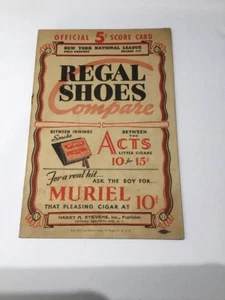 OFFICIAL 5¢ SCORE CARD
NEW YORK NATIONAL LEAGUE
REGAL
SHOES
Compare
BETWEEN INNINGS
Smoke
BETWEEN
THE
ACTS
LITTLE CIGARS
10 for 15¢
For a real hit...
ASK THE BOY FOR...
MURIEL
THAT PLEASING CIGAR AT
10¢
HARRY M. STEVENS, Inc., Publisher